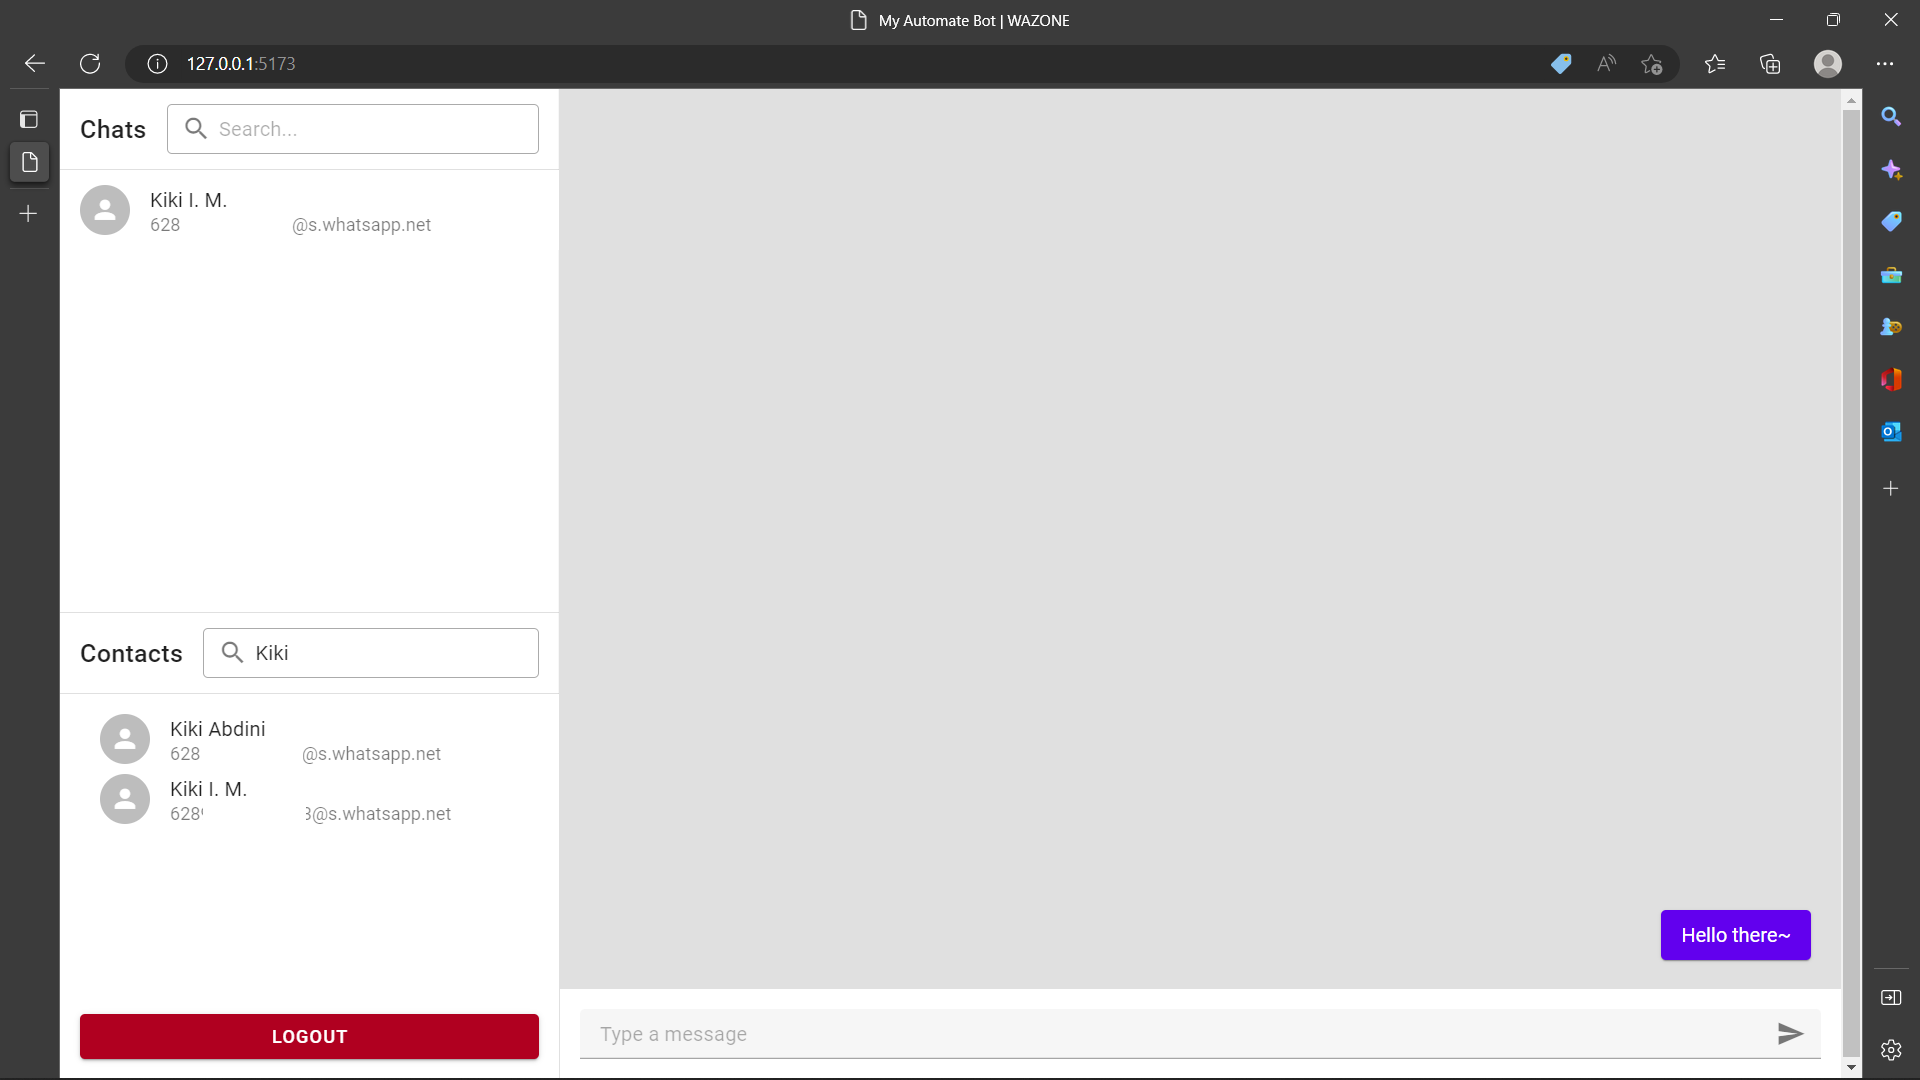 My Automate Bot | WAZONE
127.0.0.1:5173
Chats
Search...
Kiki I. M.
628 @s.whatsapp.net
Contacts
Kiki
Kiki Abdini
628 @s.whatsapp.net
Kiki I. M.
628 @s.whatsapp.net
LOGOUT
Hello there~
Type a message